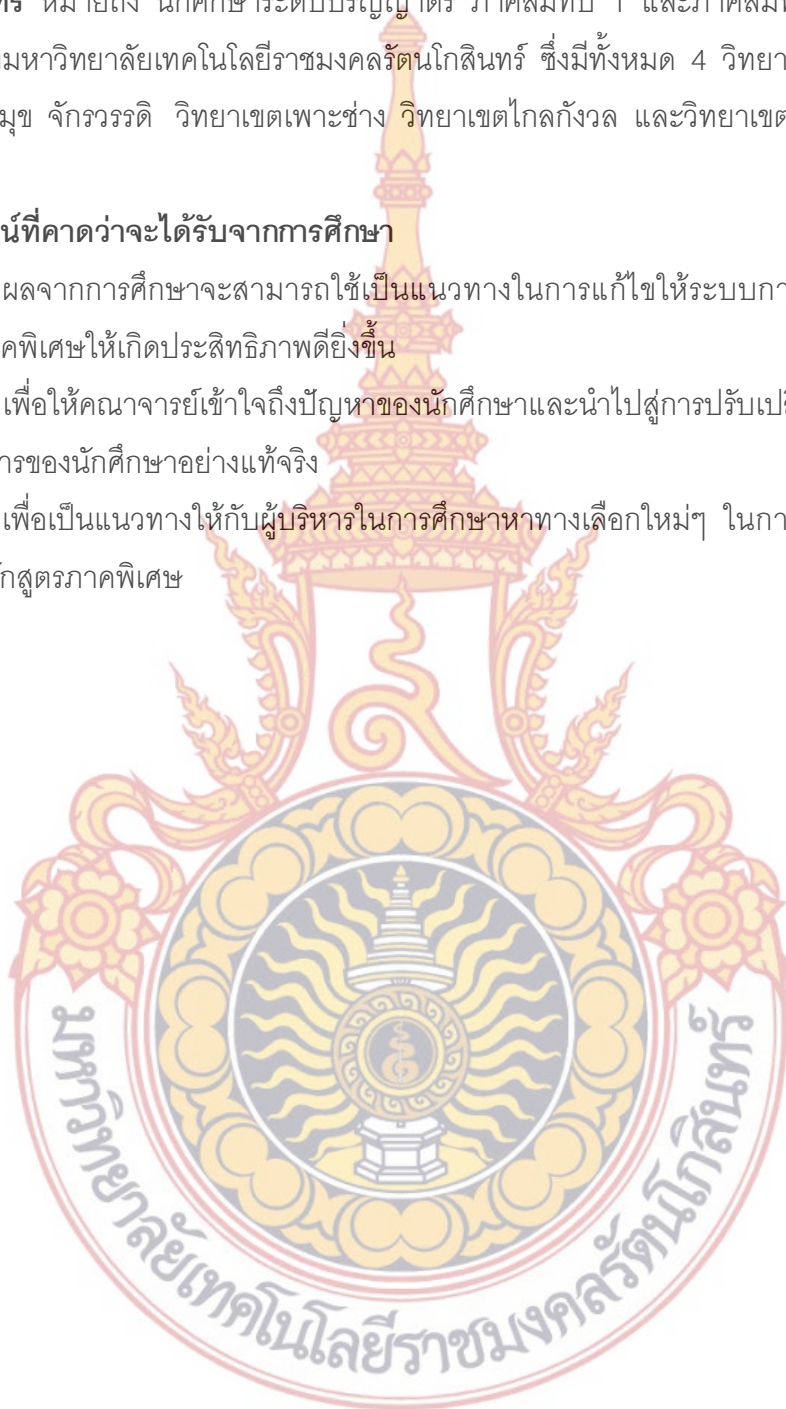 หมายถึง นักศึกษาระดับปริญญาตรี ภาคสมทบ 1 และภาคสมท
มหาวิทยาลัยเทคโนโลยีราชมงคลรัตนโกสินทร์ ซึ่งมีทั้งหมด 4 วิทยา
มุข จักรวรรดิ วิทยาเขตเพาะช่าง วิทยาเขตไกลกังวล และวิทยาเขต
น์ที่คาดว่าจะได้รับจากการศึกษา
ผลจากการศึกษาจะสามารถใช้เป็นแนวทางในการแก้ไขให้ระบบกา
คพิเศษให้เกิดประสิทธิภาพดียิ่งขึ้น
เพื่อให้คณาจารย์เข้าใจถึงปัญหาของนักศึกษาและนำไปสู่การปรับเปลี
ารของนักศึกษาอย่างแท้จริง
เพื่อเป็นแนวทางให้กับผู้บริหารในการศึกษาหาทางเลือกใหม่ๆ ในกา
ักสูตรภาคพิเศษ
มหาวิทยาลัยเทคโนโลยีราชมงคลรัตนโกสินทร์